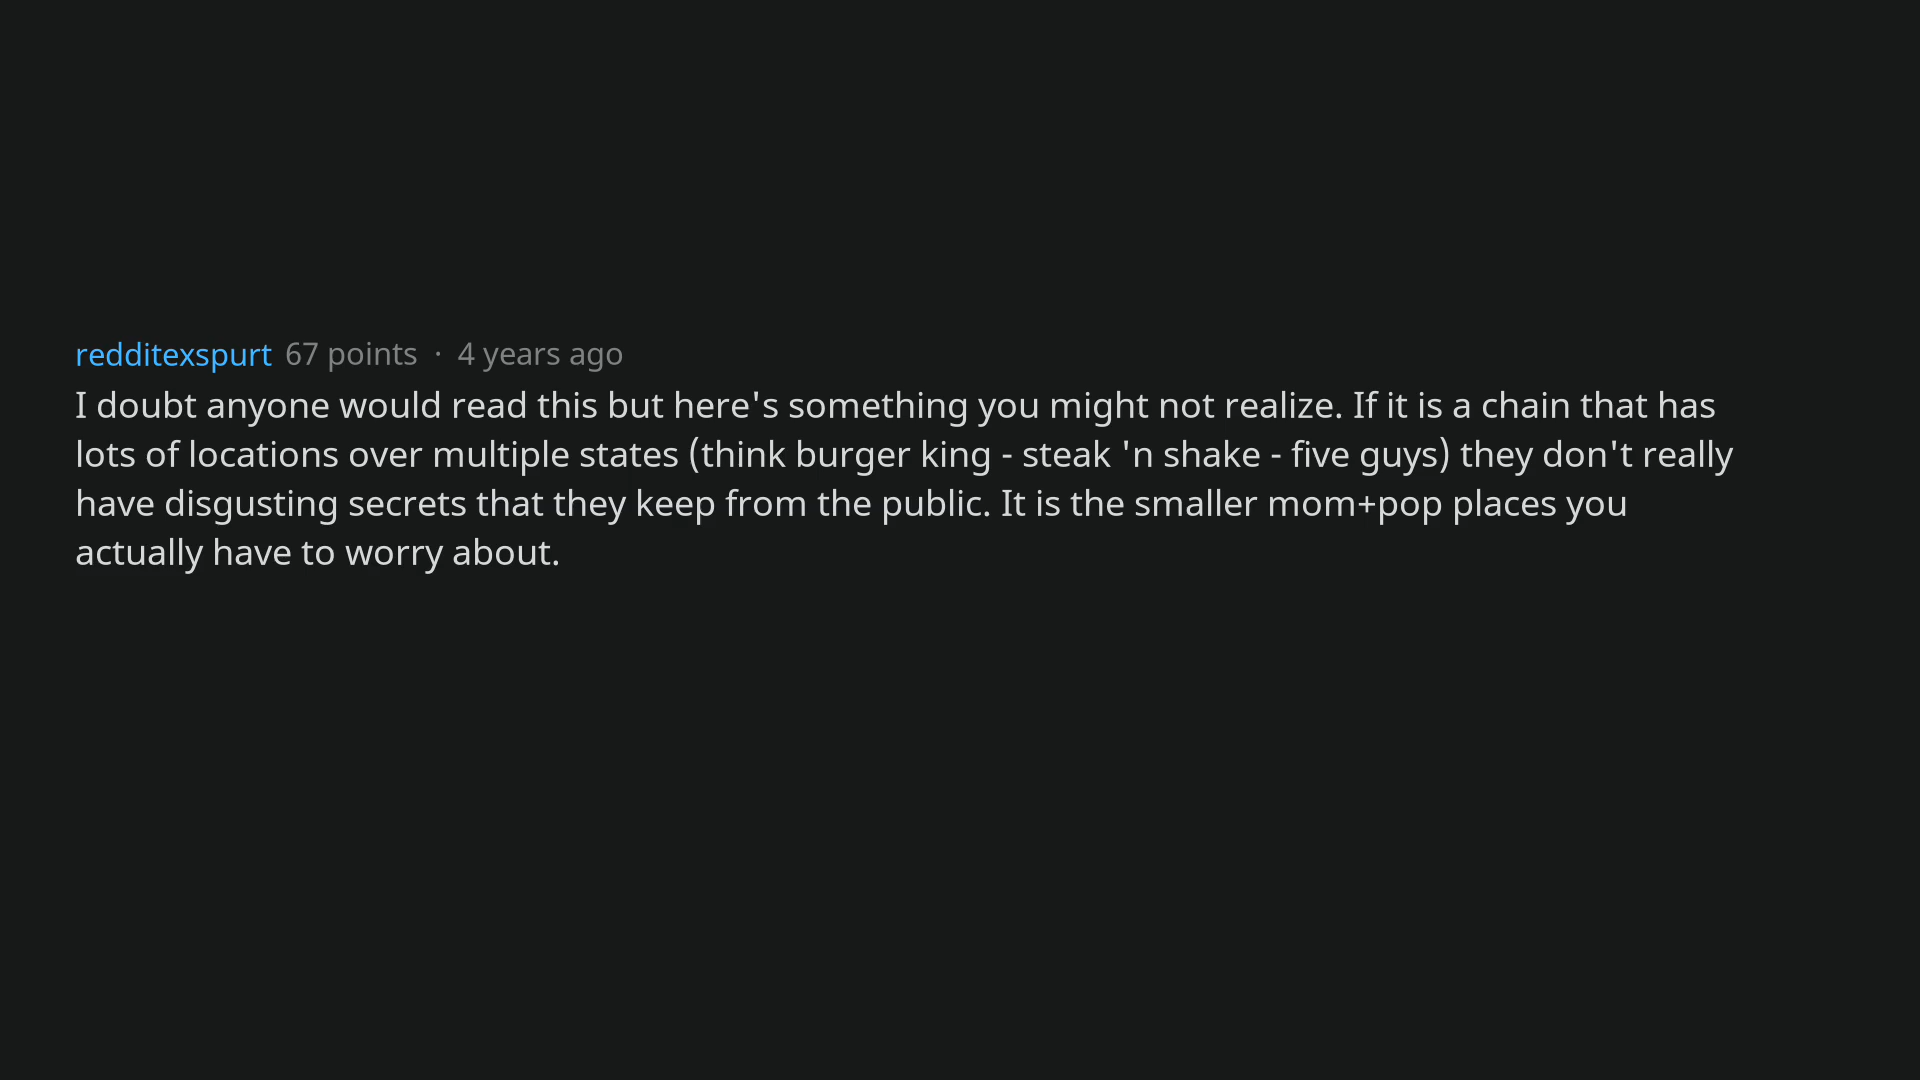 redditexspurt 67 points · 4 years ago
I doubt anyone would read this but here's something you might not realize. If it is a chain that has
lots of locations over multiple states (think burger king - steak 'n shake - five guys) they don't really
have disgusting secrets that they keep from the public. It is the smaller mom+pop places you
actually have to worry about.